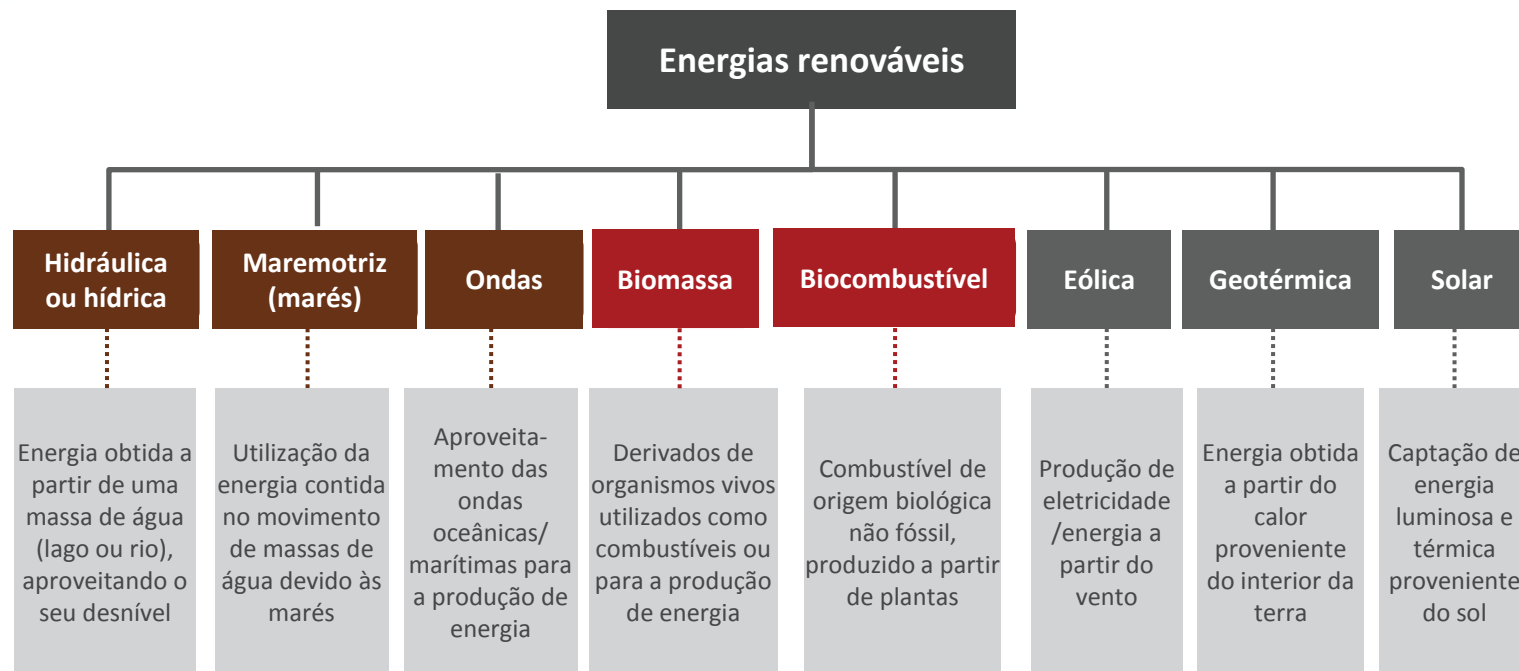 Energias renováveis
Hidráulica
ou hídrica
Maremotriz
(marés)
Ondas
Biomassa
Biocombustível
Eólica
Geotérmica
Solar
Energia obtida a
partir de uma
massa de água
(lago ou rio),
aproveitando o
seu desnível
Utilização da
energia contida
no movimento
de massas de
água devido às
marés
Aproveita-
mento das
ondas
oceânicas/
marítimas para
a produção de
energia
Derivados de
organismos vivos
utilizados como
combustíveis ou
para a produção
de energia
Combustível de
origem biológica
não fóssil,
produzido a partir
de plantas
Produção de
eletricidade
/energia a
partir do
vento
Energia obtida
a partir do
calor
proveniente
do interior da
terra
Captação de
energia
luminosa e
térmica
proveniente
do sol